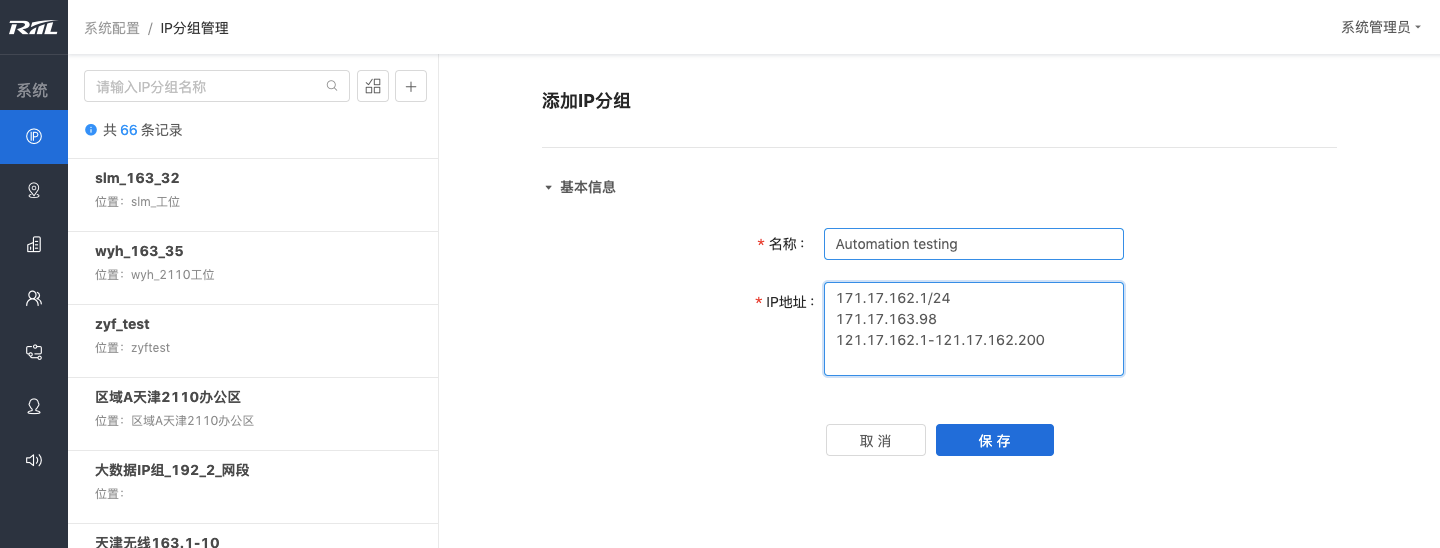 RIIL
系统配置 / IP分组管理
系统管理员
系统
请输入IP分组名称
共 66 条记录
slm_163_32
位置：slm_工位
wyh_163_35
位置：wyh_2110工位
zyf_test
位置：zyftest
区域A天津2110办公区
位置：区域A天津2110办公区
大数据IP组_192_2_网段
位置：
天津无线163.1-10
添加IP分组
基本信息
* 名称：
Automation testing
* IP地址：
171.17.162.1/24
171.17.163.98
121.17.162.1-121.17.162.200
取 消
保 存